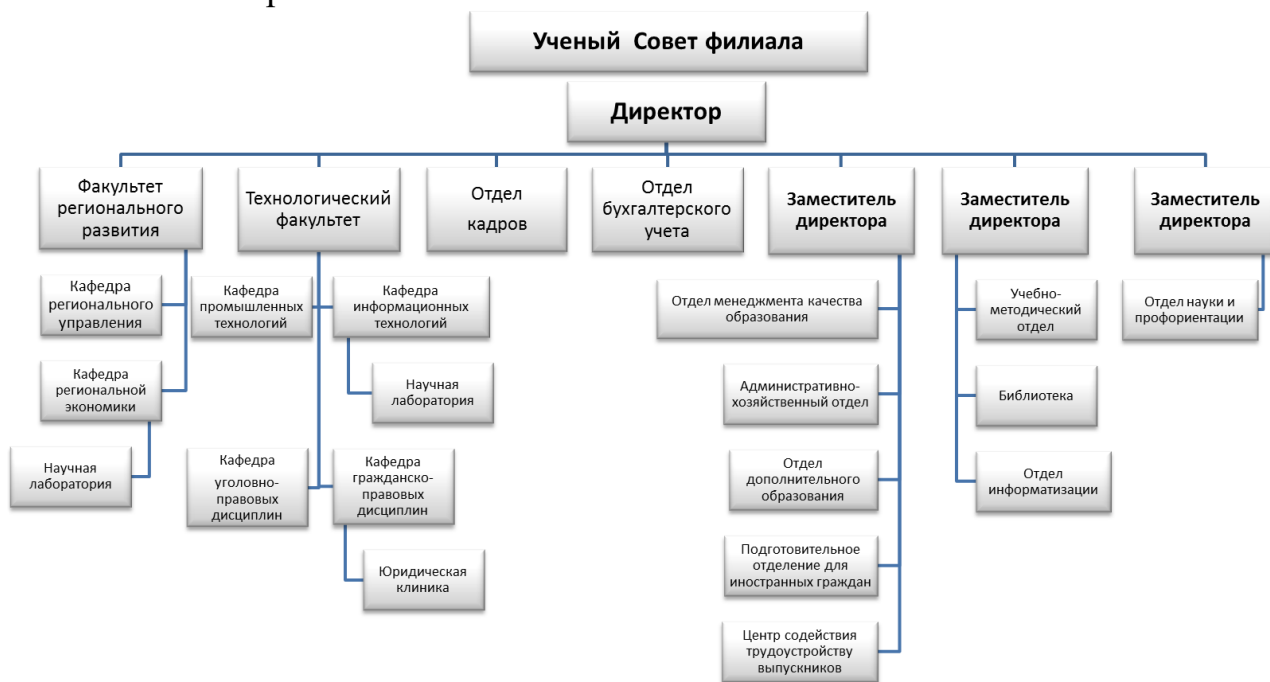 Ученый Совет филиала
Директор
Факультет
регионального
развития
Технологический
факультет
Отдел
кадров
Отдел
бухгалтерского
учета
Заместитель
директора
Заместитель
директора
Заместитель
директора
Кафедра
регионального
управления
Кафедра
промышленных
технологий
Кафедра
информационных
технологий
Отдел менеджмента качества
образования
Учебно-
методический
отдел
Отдел науки и
профориентации
Кафедра
региональной
экономики
Научная
лаборатория
Административно-
хозяйственный отдел
Библиотека
Научная
лаборатория
Кафедра
уголовно-
правовых
дисциплин
Кафедра
гражданско-
правовых
дисциплин
Отдел
дополнительного
образования
Отдел
информатизации
Юридическая
клиника
Подготовительное
отделение для
иностранных граждан
Центр содействия
трудоустройству
выпускников